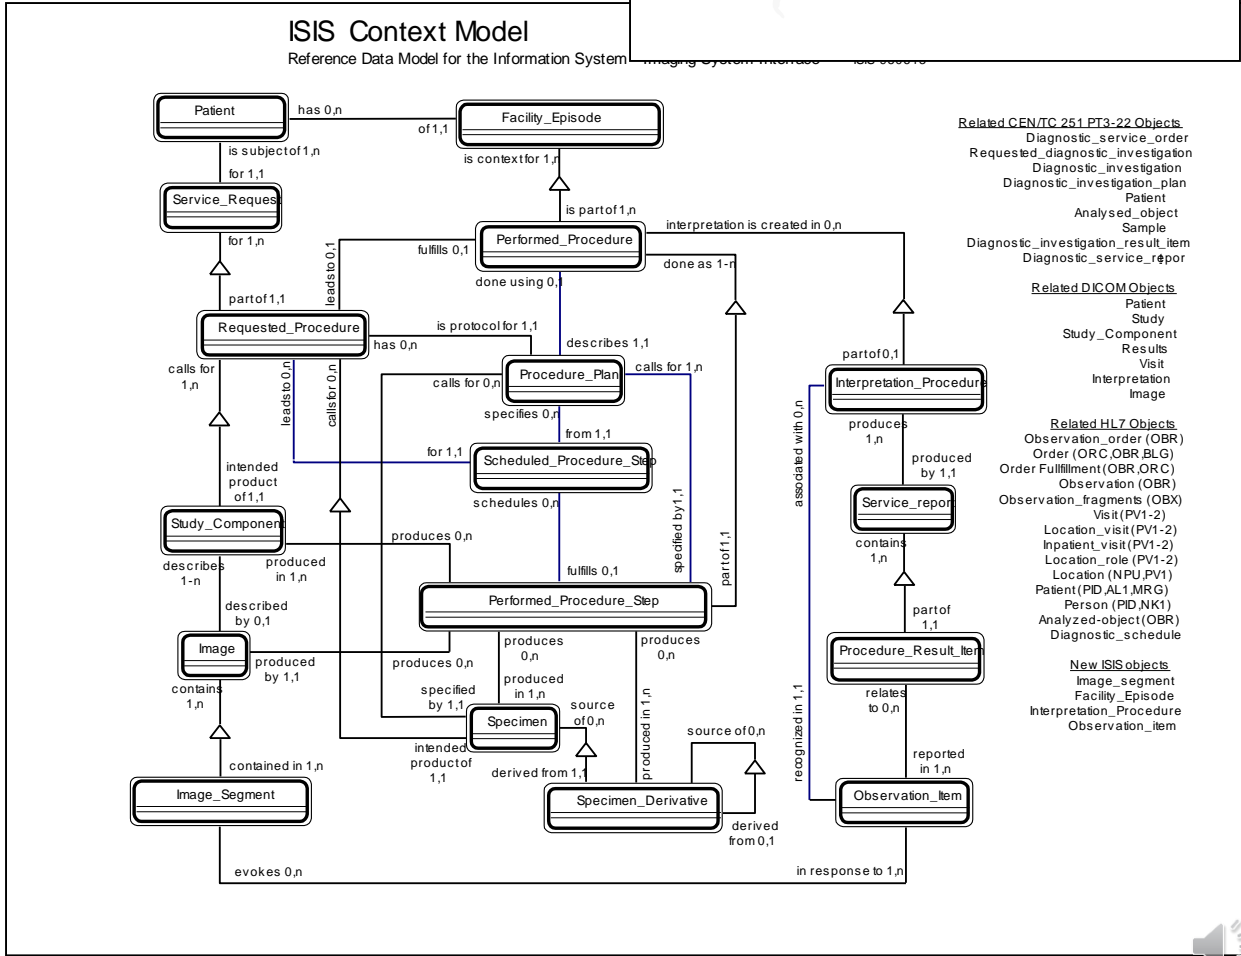 ISIS Context Model
Reference Data Model for the Information System
Patient
has 0,n
of 1,1
Facility_Episode
is subject of 1,n
is context for 1,n
for 1,1
Service_Request
for 1,n
is part of 1,n
interpretation is created in 0,n
fulfills 0,1
Performed_Procedure
done as 1-n
done using 0,1
leads to 0,1
part of 1,1
Requested_Procedure
is protocol for 1,1
has 0,n
describes 1,1
calls for
1,n
leads to 0,n
calls for 0,n
calls for 0,n
Procedure_Plan
calls for 1,n
specifies 0,n
part of 0,1
Interpretation_Procedure
from 1,1
for 1,1
Scheduled_Procedure_Step
schedules 0,n
associated with 0,n
produces
1,n
produced
by 1,1
intended
product
of 1,1
Service_report
contains
1,n
Study_Component
describes
1-n
produced
in 1,n
produces 0,n
specified by 1,1
part of 1,1
fulfills 0,1
Performed_Procedure_Step
described
by 0,1
part of
1,1
Image
produced
by 1,1
produces 0,n
produces
0,n
produces
0,n
Procedure_Result_Item
contains
1,n
specified
by 1,1
produced
in 1,n
source
of 0,n
relates
to 0,n
Specimen
produced in 1,n
source of 0,n
recognized in 1,1
intended
product of
1,1
derived from 1,1
reported
in 1,n
contained in 1,n
Image_Segment
Specimen_Derivative
Observation_Item
derived
from 0,1
evokes 0,n
in response to 1,n
Related CEN/TC 251 PT3-22 Objects
Diagnostic_service_order
Requested_diagnostic_investigation
Diagnostic_investigation
Diagnostic_investigation_plan
Patient
Analysed_object
Sample
Diagnostic_investigation_result_item
Diagnostic_service_repor
Related DICOM Objects
Patient
Study
Study_Component
Results
Visit
Interpretation
Image
Related HL7 Objects
Observation_order (OBR)
Order (ORC,OBR,BLG)
Order Fullfillment (OBR,ORC)
Observation (OBR)
Observation_fragments (OBX)
Visit (PV1-2)
Location_visit (PV1-2)
Inpatient_visit (PV1-2)
Location_role (PV1-2)
Location (NPU,PV1)
Patient (PID,AL1,MRG)
Person (PID,NK1)
Analyzed-object (OBR)
Diagnostic_schedule
New ISIS objects
Image_segment
Facility_Episode
Interpretation_Procedure
Observation_item